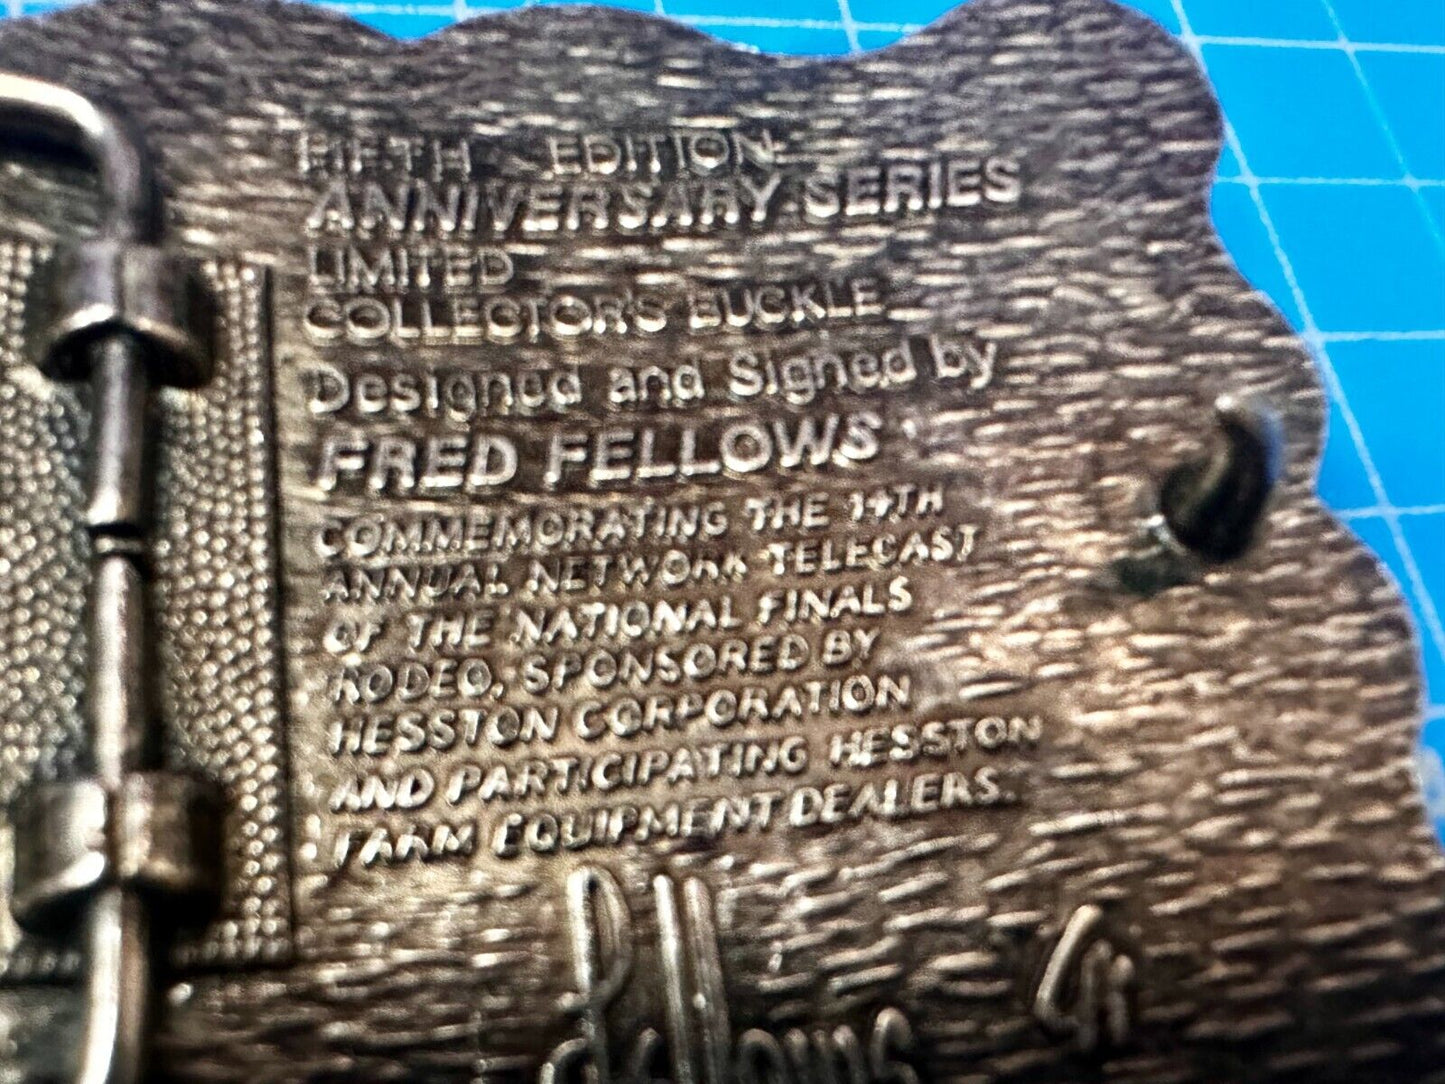 FIFTH EDITION
ANNIVERSARY SERIES
LIMITED
COLLECTOR'S BUCKLE
Designed and Signed by
FRED FELLOWS
COMMEMORATING THE 19TH
ANNUAL NETWORK TELECAST
OF THE NATIONAL FINALS
RODEO, SPONSORED BY
HESSTON CORPORATION
AND PARTICIPATING HESSTON
FARM EQUIPMENT DEALERS.
Fellows